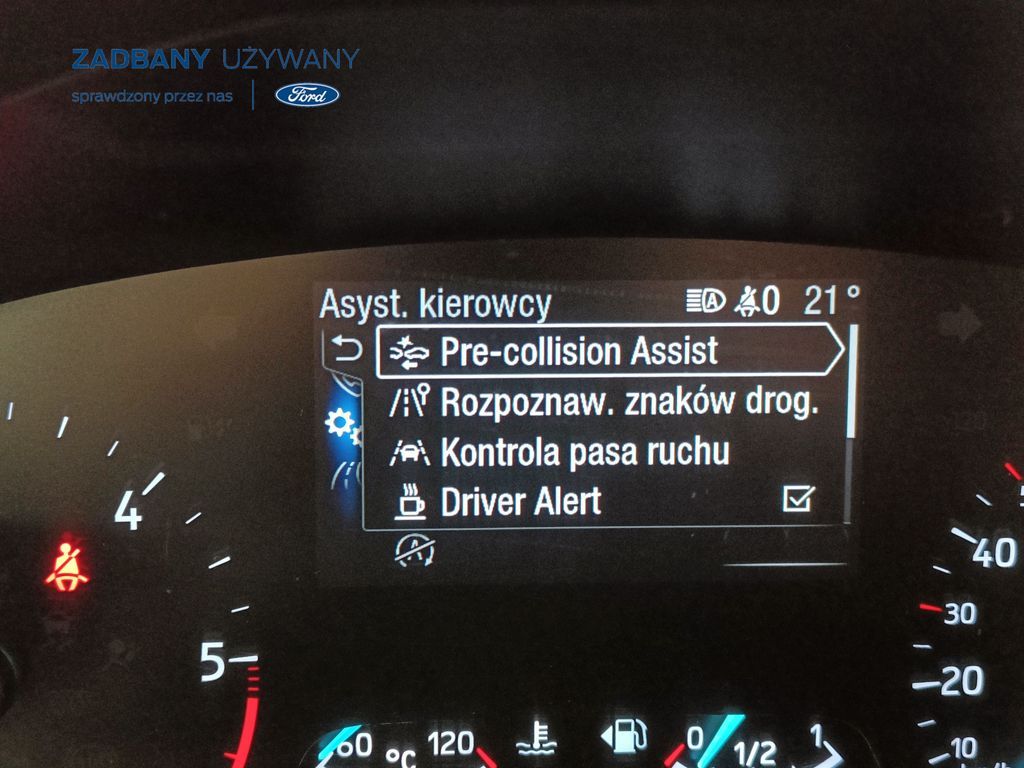 ZADBANY UŻYWANY
sprawdzony przez nas
Ford
Asyst. kierowcy A 0 21°
Pre-collision Assist
Rozpoznaw. znaków drog.
Kontrola pasa ruchu
Driver Alert
A
4
5
40
30
20
10
60 °C 120
0 1/2 1